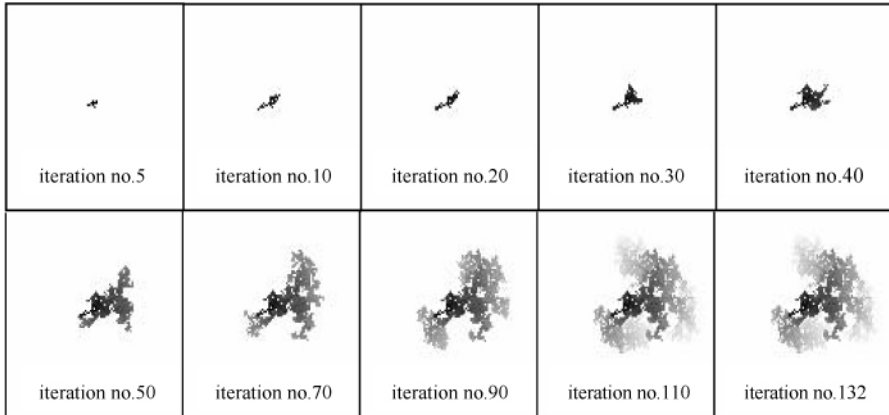 iteration no.5
iteration no.10
iteration no.20
iteration no.30
iteration no.40
iteration no.50
iteration no.70
iteration no.90
iteration no.110
iteration no.132